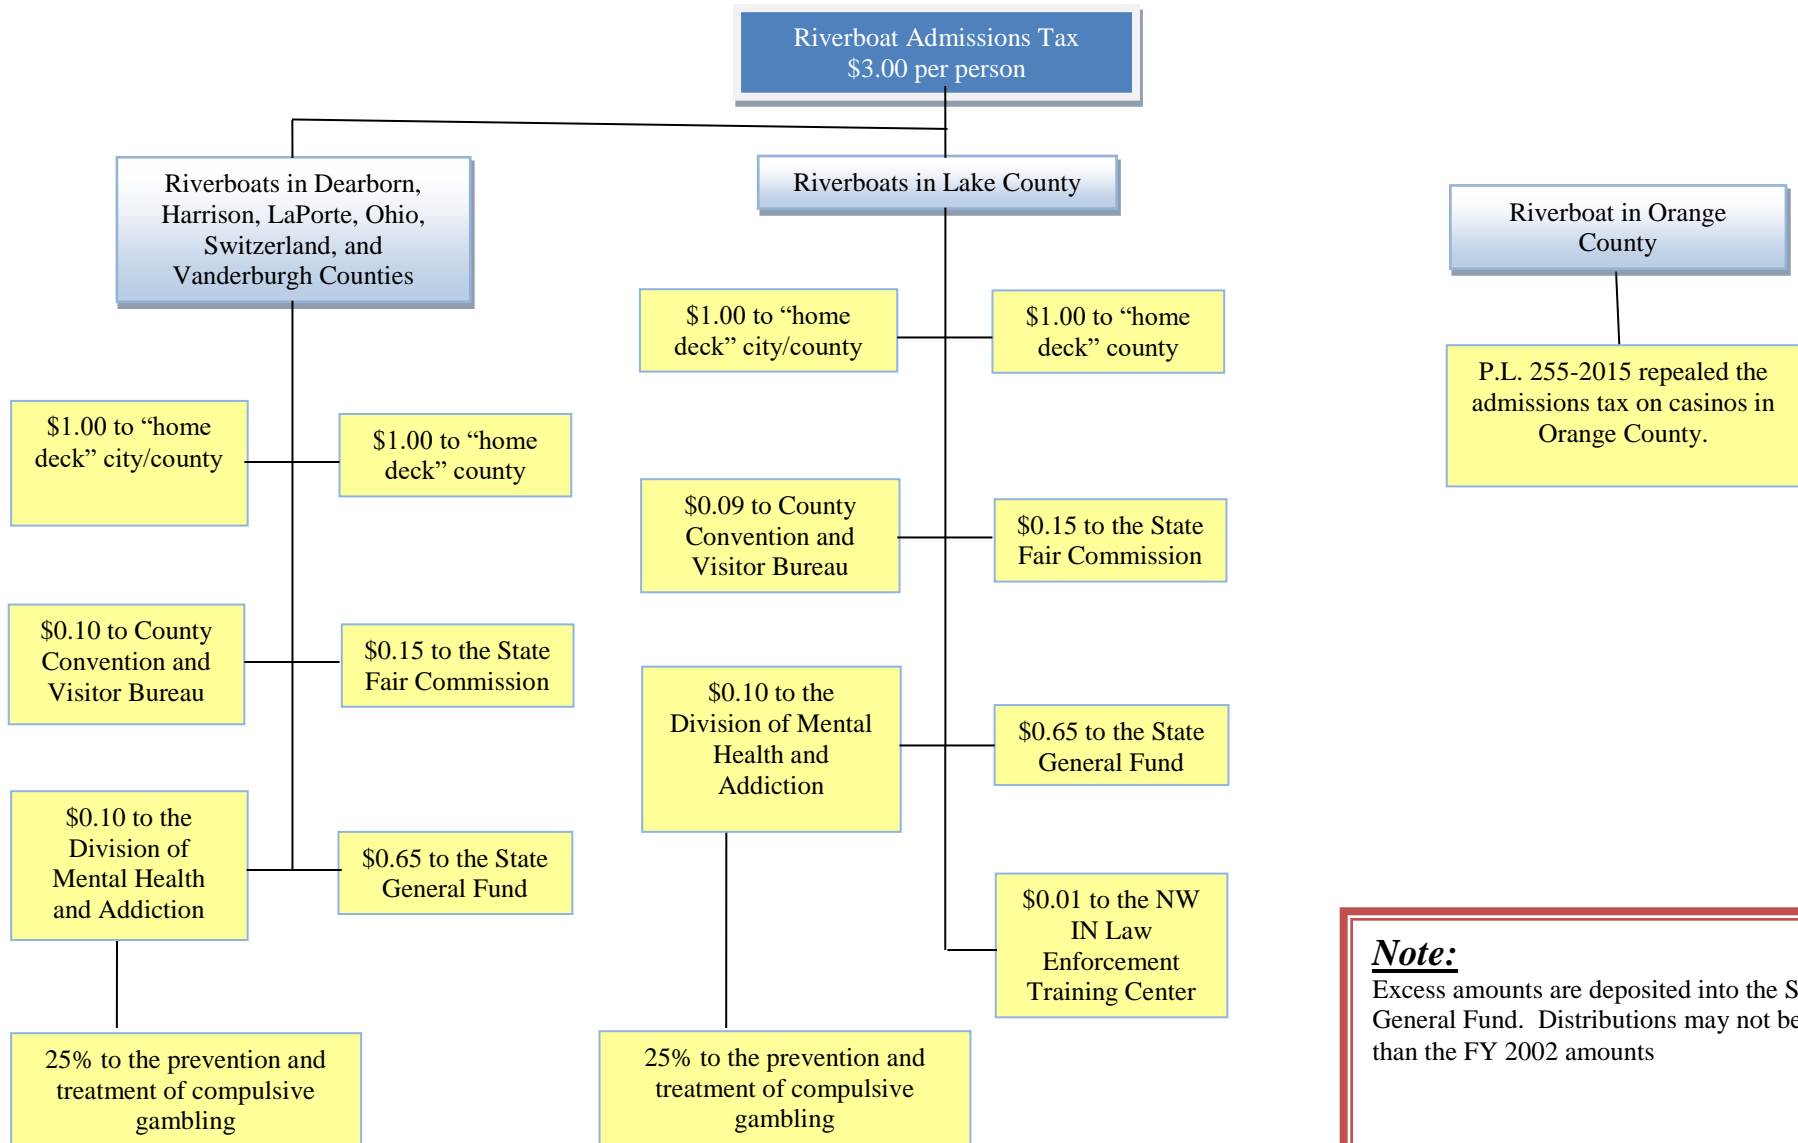 Riverboat Admissions Tax
$3.00 per person
Riverboats in Dearborn,
Harrison, LaPorte, Ohio,
Switzerland, and
Vanderburgh Counties
$1.00 to “home
deck” city/county
$1.00 to “home
deck” county
$0.10 to County
Convention and
Visitor Bureau
$0.15 to the State
Fair Commission
$0.10 to the
Division of
Mental Health
and Addiction
$0.65 to the State
General Fund
25% to the prevention and
treatment of compulsive
gambling
Riverboats in Lake County
$1.00 to “home
deck” city/county
$1.00 to “home
deck” county
$0.09 to County
Convention and
Visitor Bureau
$0.15 to the State
Fair Commission
$0.10 to the
Division of Mental
Health and
Addiction
$0.65 to the State
General Fund
$0.01 to the NW
IN Law
Enforcement
Training Center
25% to the prevention and
treatment of compulsive
gambling
Riverboat in Orange
County
P.L. 255-2015 repealed the
admissions tax on casinos in
Orange County.
Note:
Excess amounts are deposited into the
General Fund. Distributions may not be
than the FY 2002 amounts